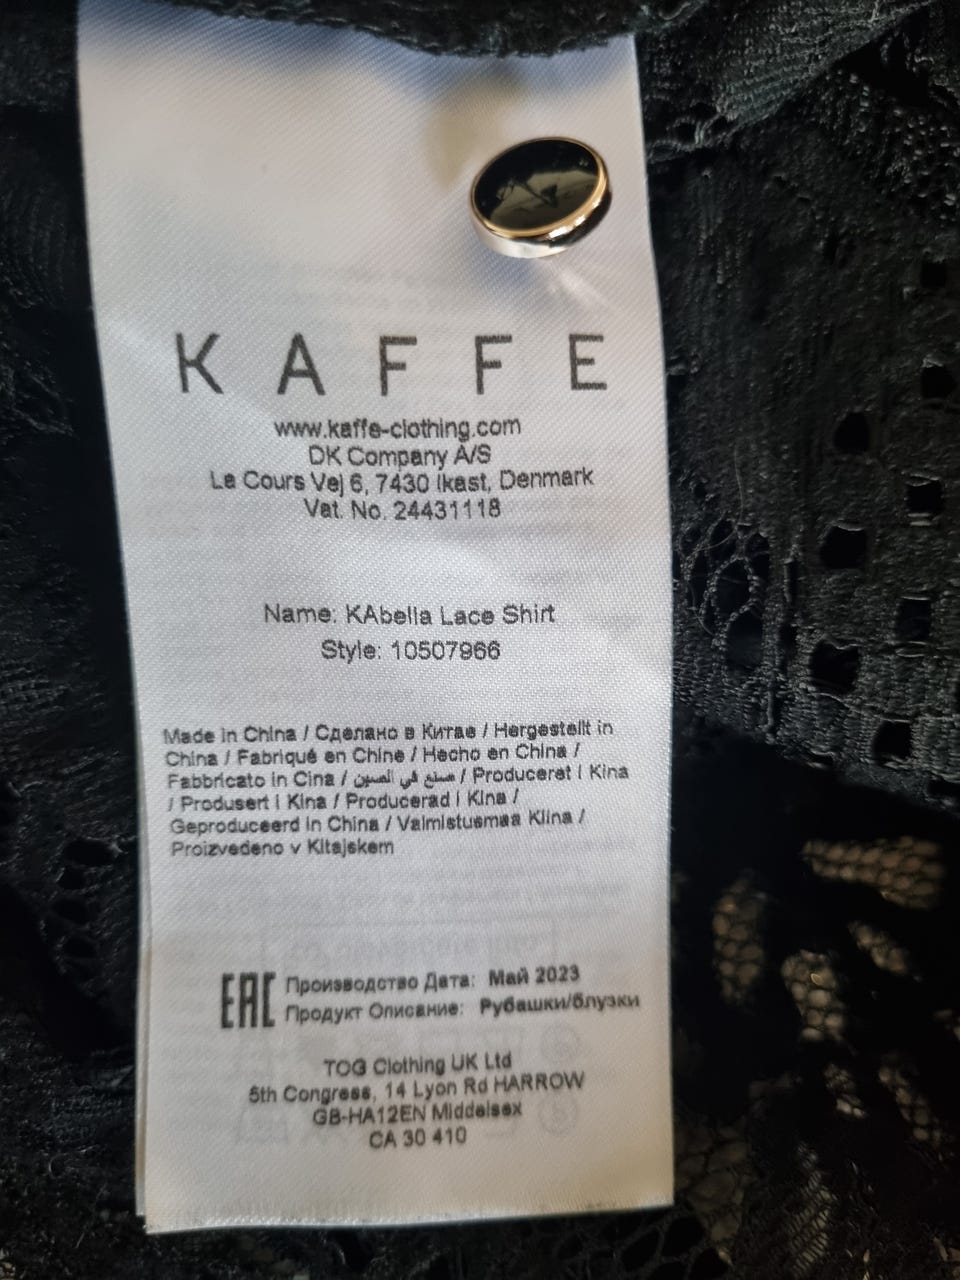 KAFFE
www.kaffe-clothing.com
DK Company A/S
La Cours Vej 6, 7430 Ikast, Denmark
Vat. No. 24431118
Name: KAbella Lace Shirt
Style: 10507966
Made in China / Сделано в Китае / Hergestellt in
China / Fabriqué en Chine / Hecho en China /
Fabbricato in Cina / صنع في الصين / Produceret i Kina
/ Produsert i Kina / Producerad i Kina /
Geproduceerd in China / Valmistusmaa Kiina /
Proizvedeno v Kitajskem
EAC Производство Дата: Май 2023
Продукт Описание: Рубашки/блузки
TOG Clothing UK Ltd
5th Congress, 14 Lyon Rd HARROW
GB-HA12EN Middelsex
CA 30 410